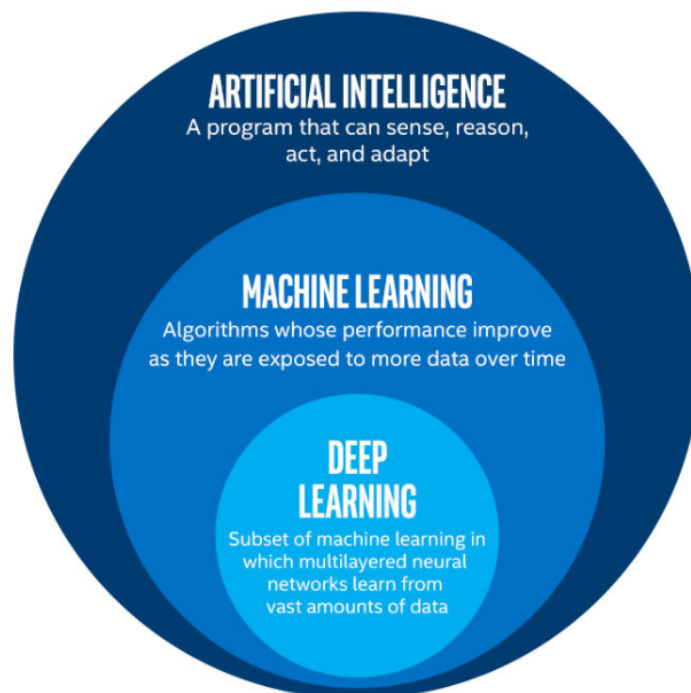 ARTIFICIAL INTELLIGENCE
A program that can sense, reason,
act, and adapt
MACHINE LEARNING
Algorithms whose performance improve
as they are exposed to more data over time
DEEP
LEARNING
Subset of machine learning in
which multilayered neural
networks learn from
vast amounts of data